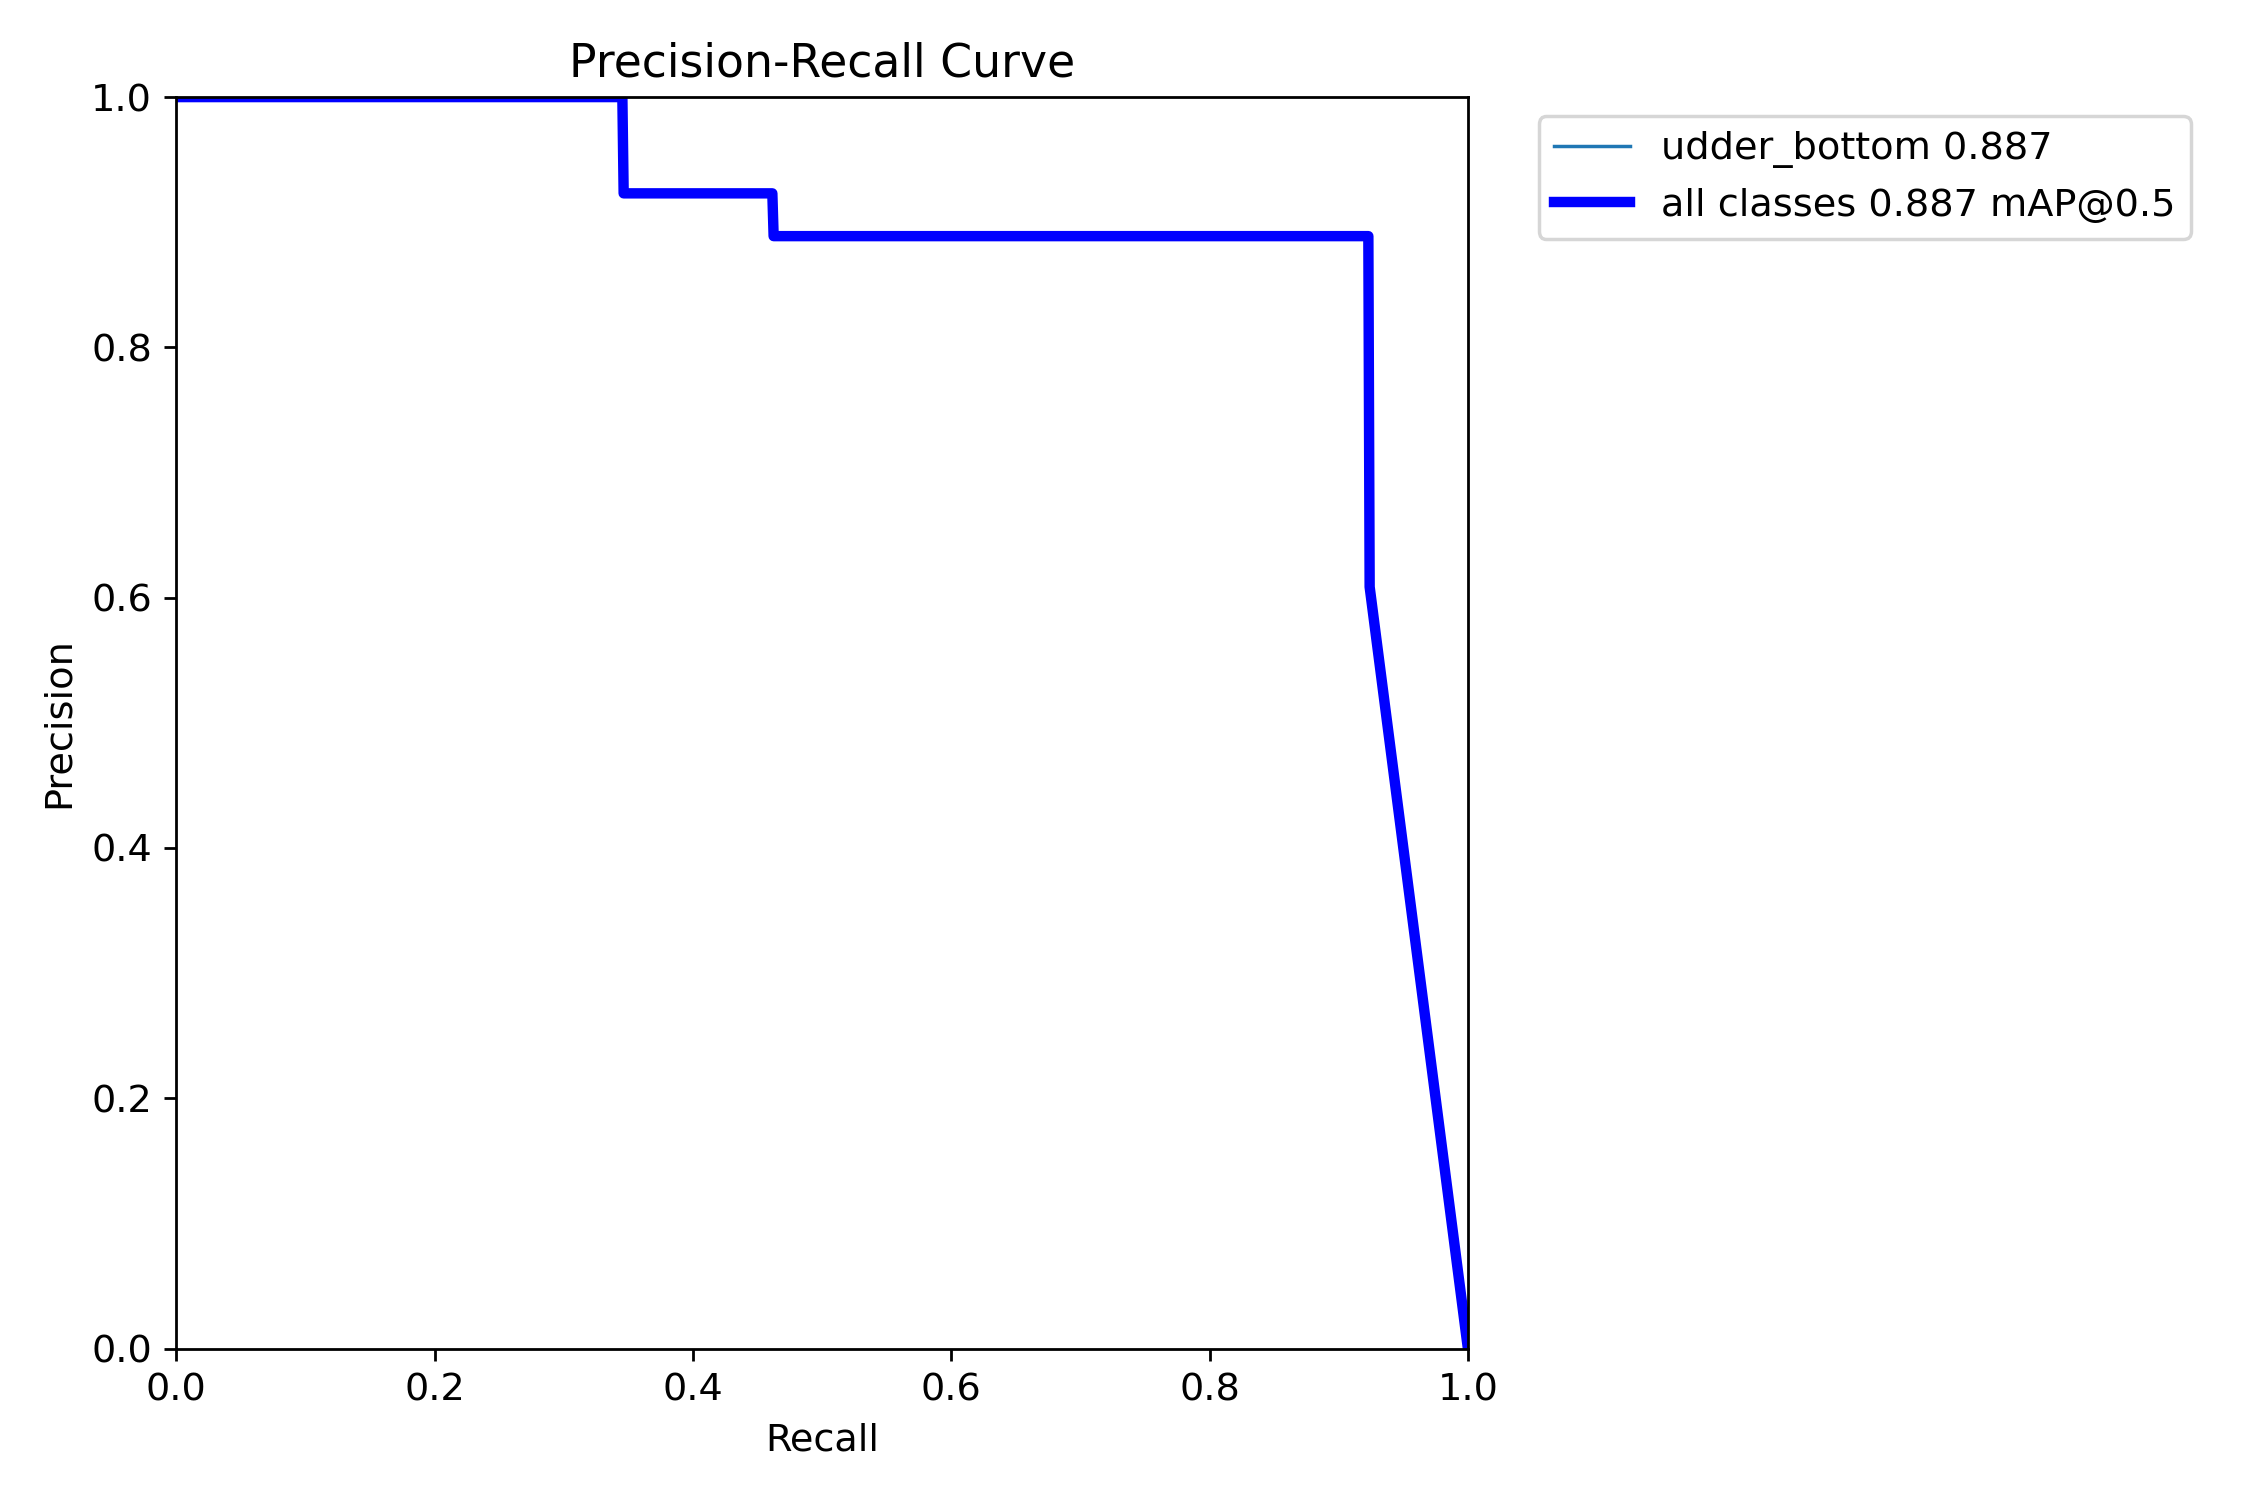 Precision-Recall Curve
1.0
0.8
0.6
0.4
0.2
0.0
Precision
0.0 0.2 0.4 0.6 0.8 1.0
Recall
udder_bottom 0.887
all classes 0.887 mAP@0.5